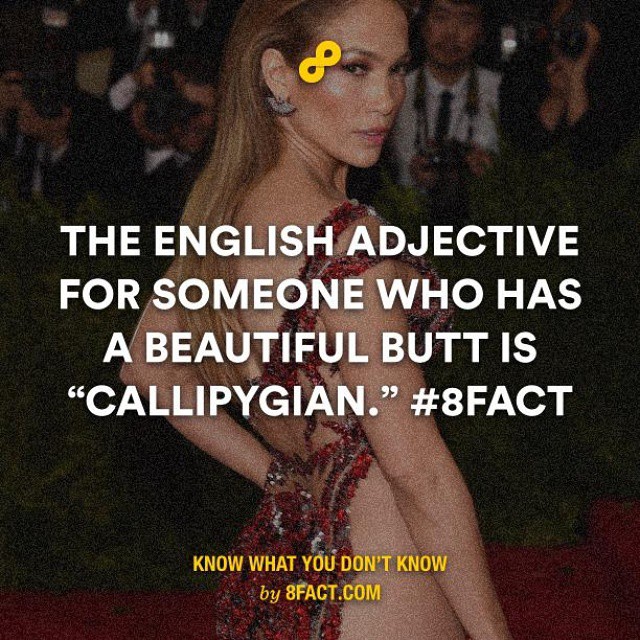 THE ENGLISH ADJECTIVE
FOR SOMEONE WHO HAS
A BEAUTIFUL BUTT IS
“CALLIPYGIAN.” #8FACT
KNOW WHAT YOU DON'T KNOW
by 8FACT.COM